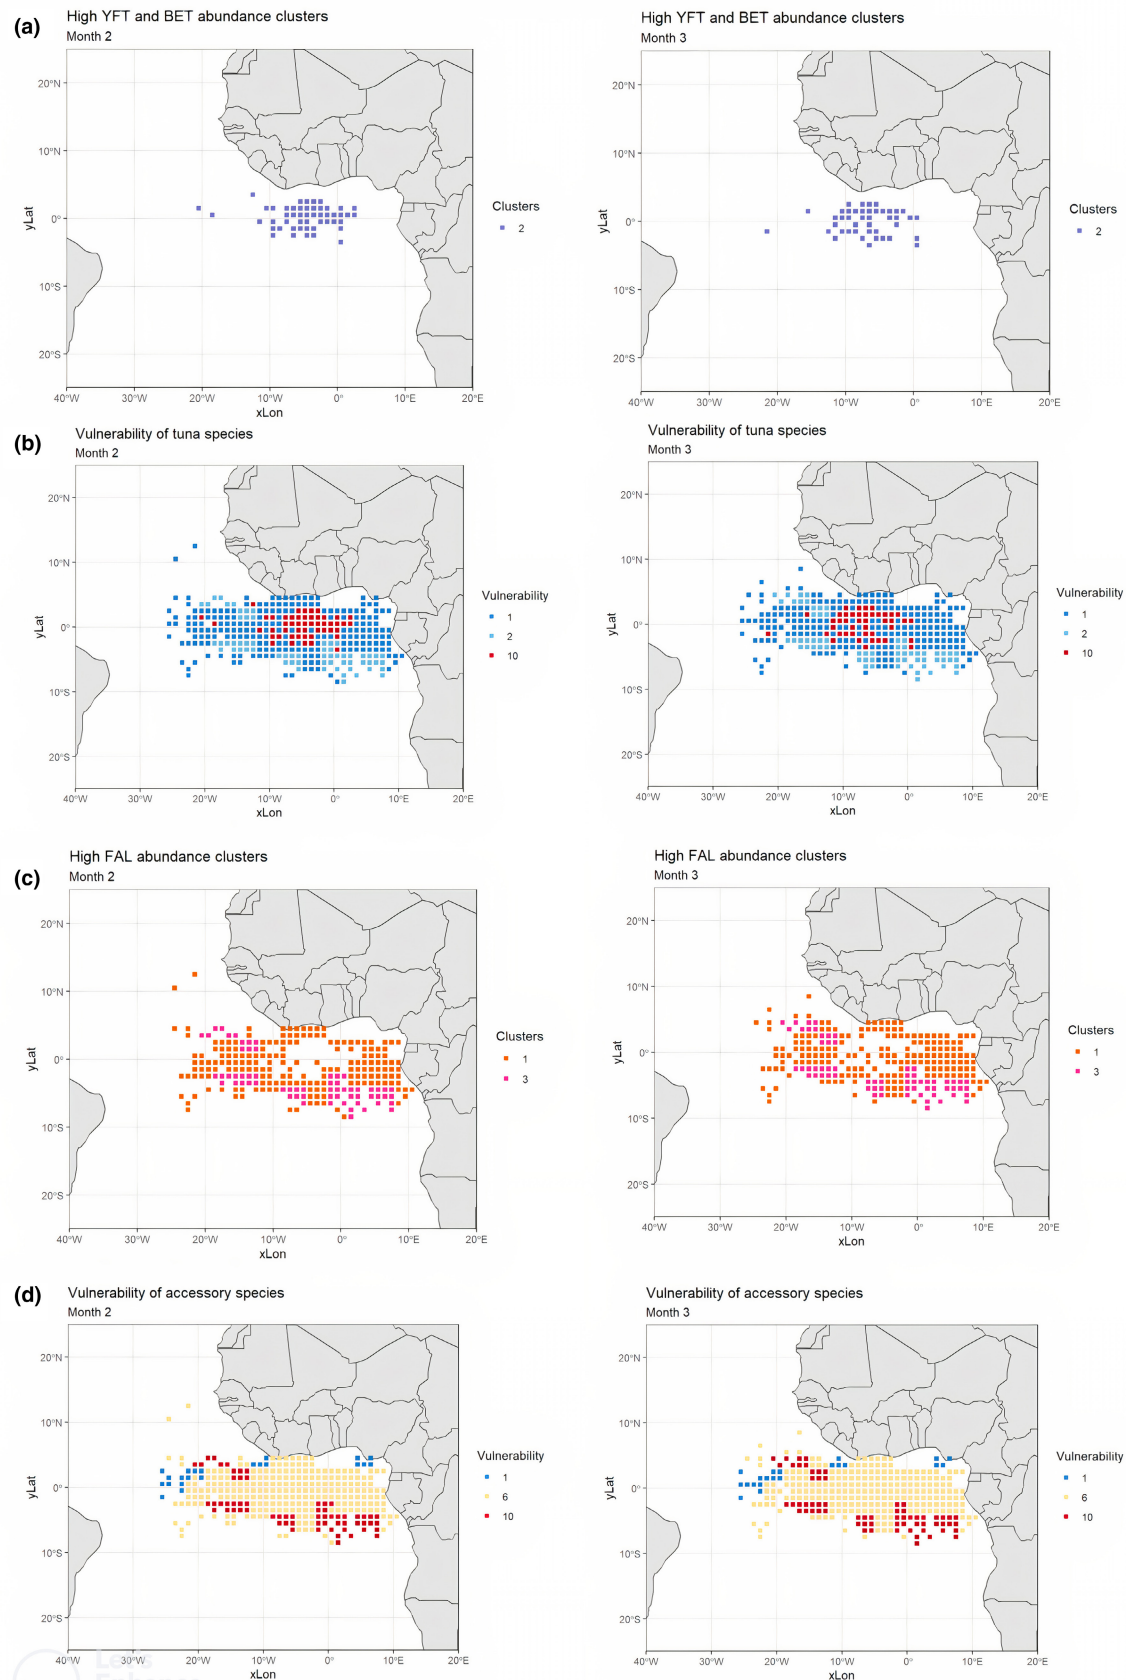 (a)
High YFT and BET abundance clusters
Month 2
20°N
10°N
0°
10°S
20°S
yLat
40°W 30°W 20°W 10°W 0° 10°E 20°E
xLon
Clusters
2
High YFT and BET abundance clusters
Month 3
20°N
10°N
0°
10°S
20°S
yLat
40°W 30°W 20°W 10°W 0° 10°E 20°E
Clusters
2
(b)
Vulnerability of tuna species
Month 2
20°N
10°N
0°
10°S
20°S
yLat
40°W 30°W 20°W 10°W 0° 10°E 20°E
xLon
Vulnerability
1
2
10
Vulnerability of tuna species
Month 3
20°N
10°N
0°
10°S
20°S
yLat
40°W 30°W 20°W 10°W 0° 10°E 20°E
xLon
Vulnerability
1
2
10
(c)
High FAL abundance clusters
Month 2
20°N
10°N
0°
10°S
20°S
yLat
40°W 30°W 20°W 10°W 0° 10°E 20°E
xLon
Clusters
1
3
High FAL abundance clusters
Month 3
20°N
10°N
0°
10°S
20°S
yLat
40°W 30°W 20°W 10°W 0° 10°E 20°E
xLon
Clusters
1
3
(d)
Vulnerability of accessory species
Month 2
20°N
10°N
0°
10°S
20°S
yLat
40°W 30°W 20°W 10°W 0° 10°E 20°E
xLon
Vulnerability
1
6
10
Vulnerability of accessory species
Month 3
20°N
10°N
0°
10°S
20°S
yLat
40°W 30°W 20°W 10°W 0° 10°E 20°E
xLon
Vulnerability
1
6
10
Let's